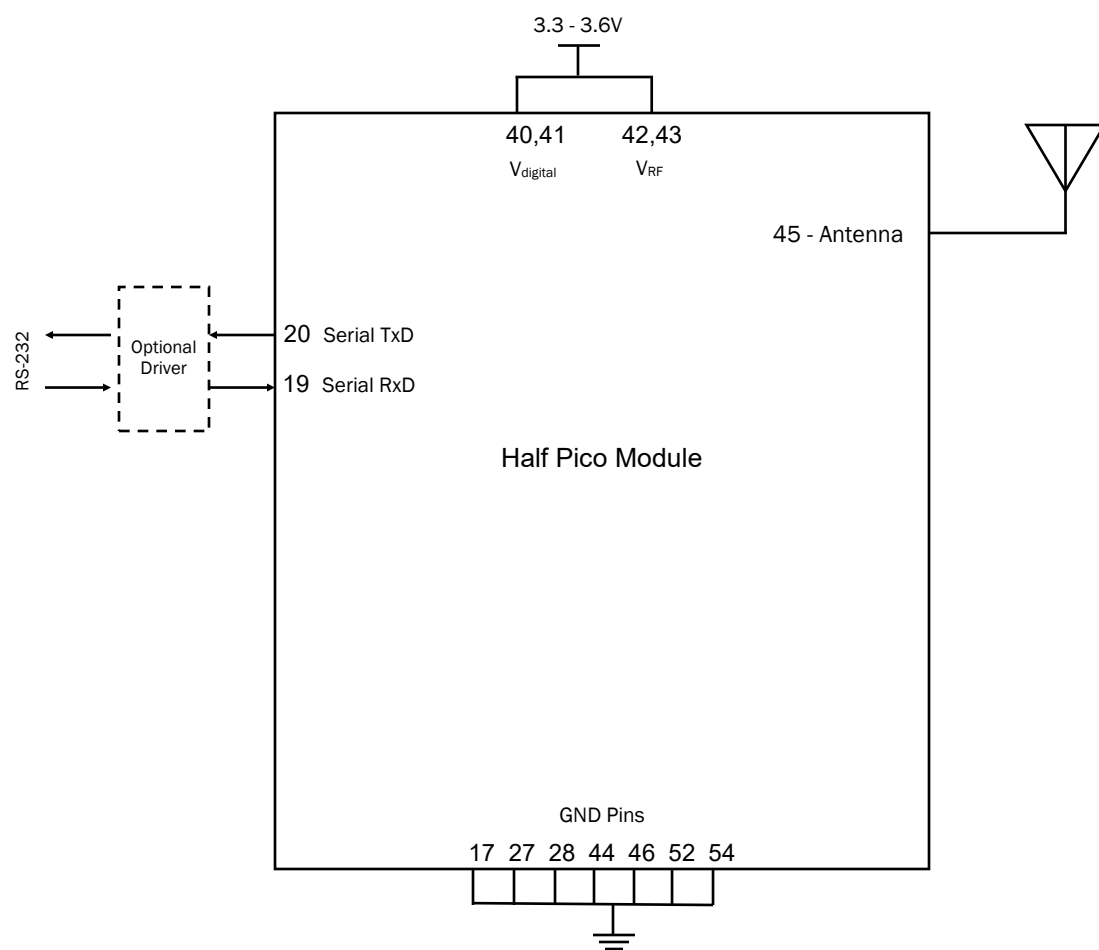 3.3 - 3.6V
40,41 42,43
Vdigital VRF
45 - Antenna
RS-232
Optional
Driver
20 Serial TxD
19 Serial RxD
Half Pico Module
GND Pins
17 27 28 44 46 52 54